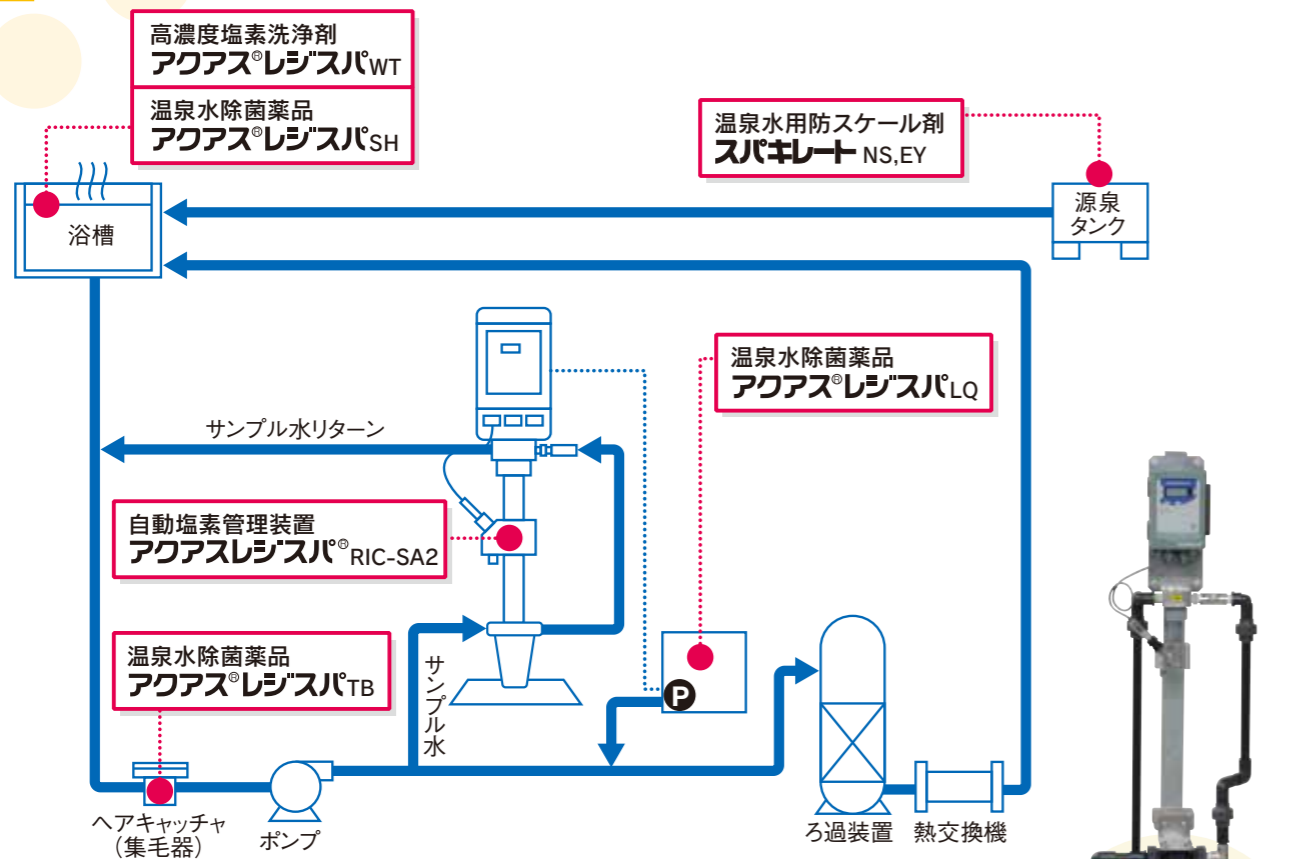 高濃度塩素洗浄剤
アクアス®レジスパWT
温泉水除菌薬品
アクアス®レジスパSH
温泉水用防スケール剤
スパキレート NS,EY
浴槽
源泉
タンク
温泉水除菌薬品
アクアス®レジスパLQ
サンプル水リターン
自動塩素管理装置
アクアスレジスパ®RIC-SA2
温泉水除菌薬品
アクアス®レジスパTB
サンプル水
P
ヘアキャッチャ
（集毛器）
ポンプ
ろ過装置
熱交換機